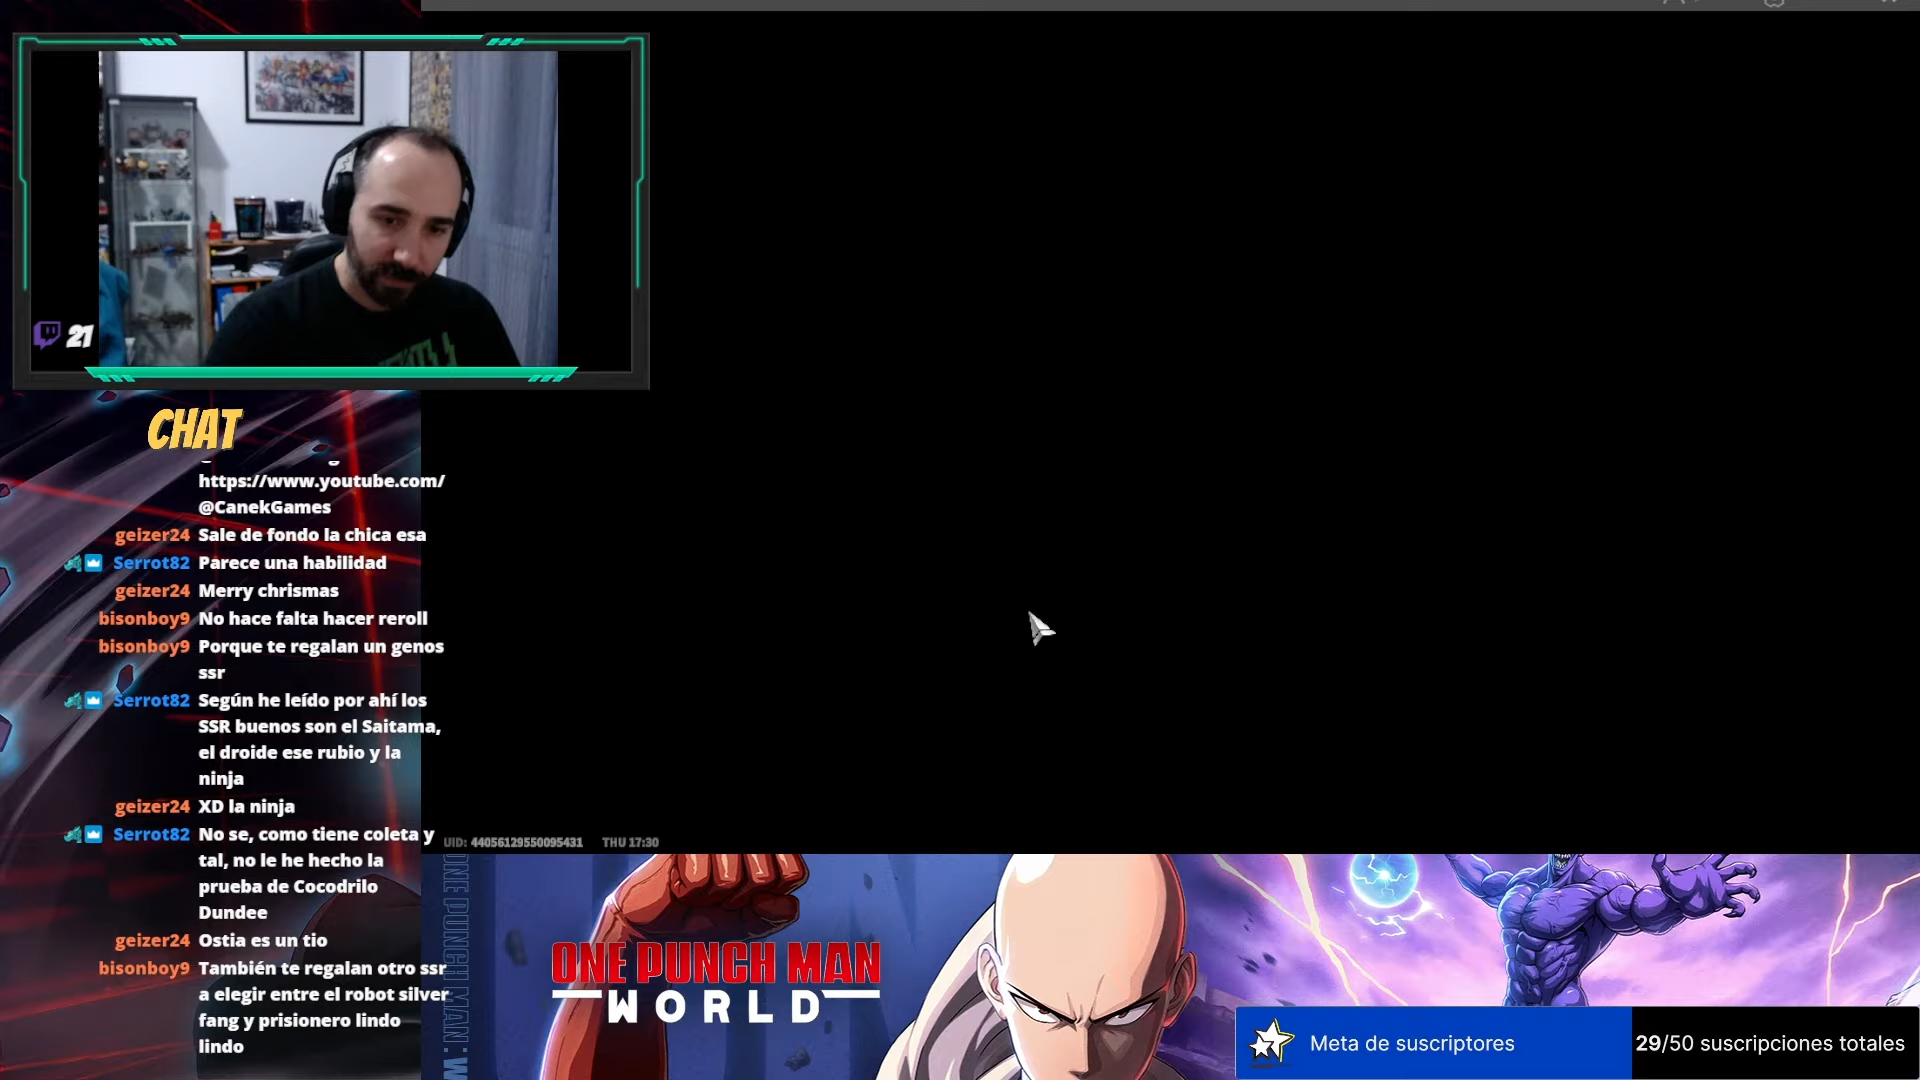 21
CHAT
https://www.youtube.com/
@CanekGames
geizer24 Sale de fondo la chica esa
Serrot82 Parece una habilidad
geizer24 Merry chrismas
bisonboy9 No hace falta hacer reroll
bisonboy9 Porque te regalan un genos
ssr
Serrot82 Según he leído por ahí los
SSR buenos son el Saitama,
el droide ese rubio y la
ninja
geizer24 XD la ninja
Serrot82 No se, como tiene coleta y
tal, no le he hecho la
prueba de Cocodrilo
Dundee
geizer24 Ostia es un tio
bisonboy9 También te regalan otro ssr
a elegir entre el robot silver
fang y prisionero lindo
lindo
UID: 44056129550095431 THU 17:30
ONE PUNCH MAN: W
ONE PUNCH MAN
WORLD
Meta de suscriptores
29/50 suscripciones totales